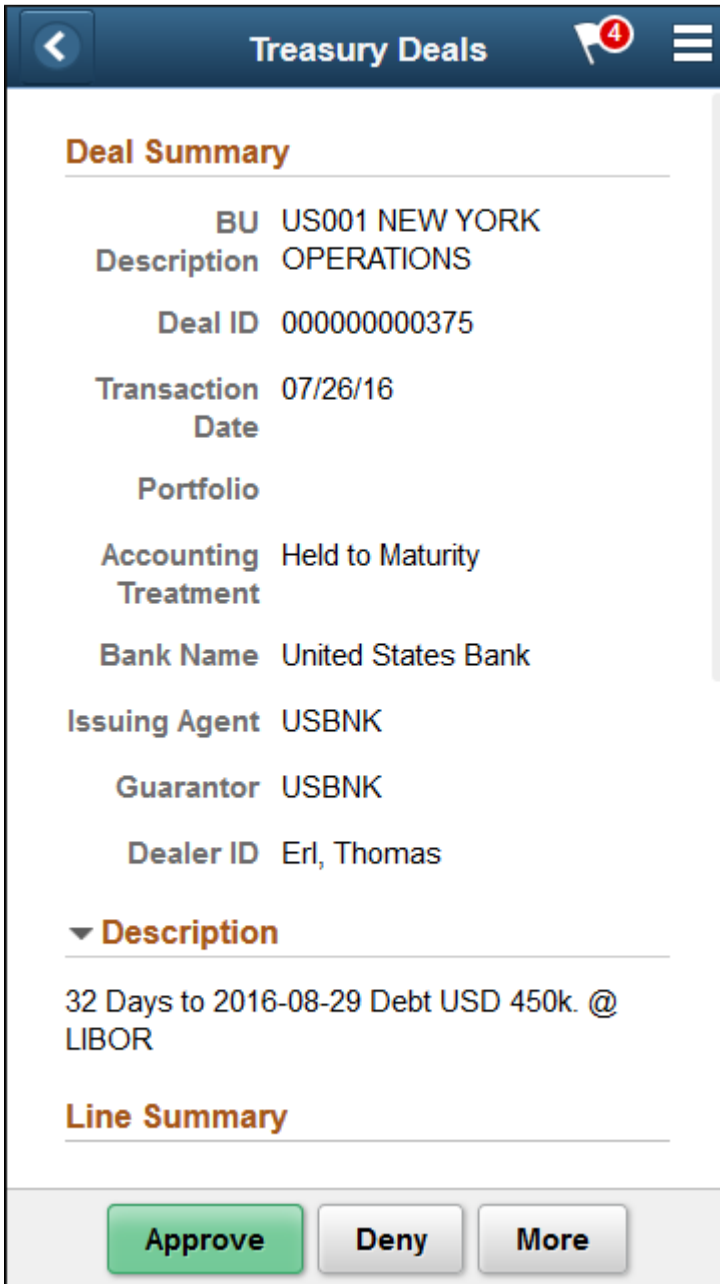 Treasury Deals
4
Deal Summary
BU US001 NEW YORK
Description OPERATIONS
Deal ID 000000000375
Transaction 07/26/16
Date
Portfolio
Accounting Held to Maturity
Treatment
Bank Name United States Bank
Issuing Agent USBNK
Guarantor USBNK
Dealer ID Erl, Thomas
Description
32 Days to 2016-08-29 Debt USD 450k. @
LIBOR
Line Summary
Approve Deny More